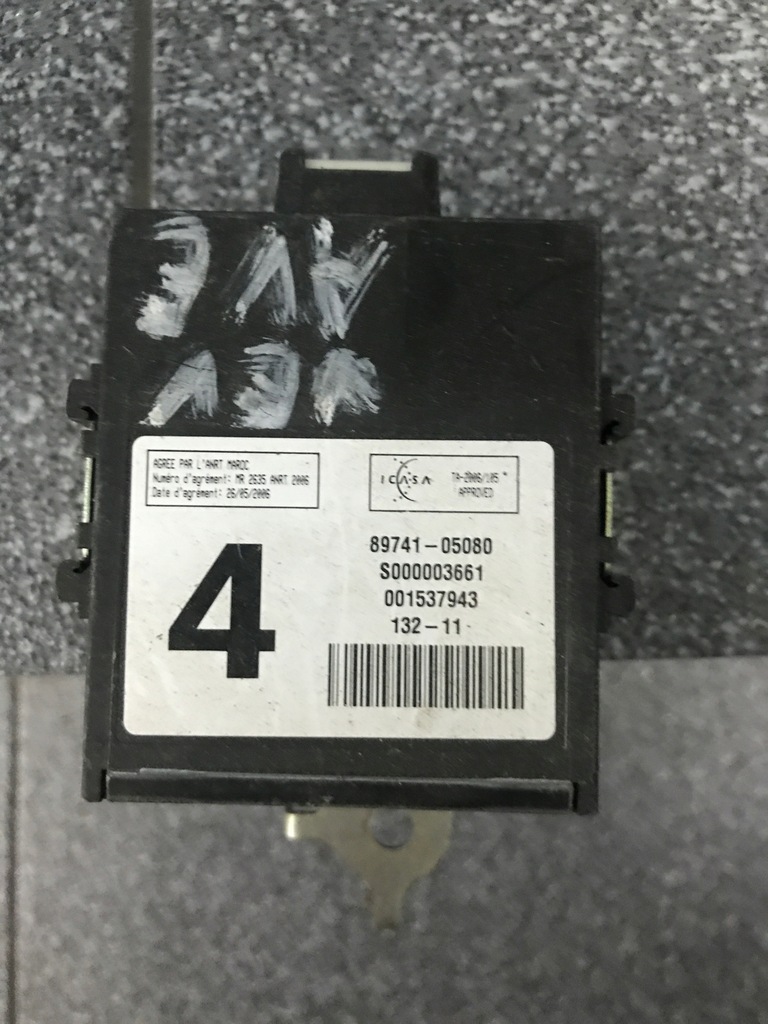 AGREE PAR L'ANRT MAROC
Numéro d'agrément: MR 2635 ANRT 2006
Date d'agrément: 26/05/2006
ICASA
TA-2006/105
APPROVED
4
89741-05080
S000003661
001537943
132-11